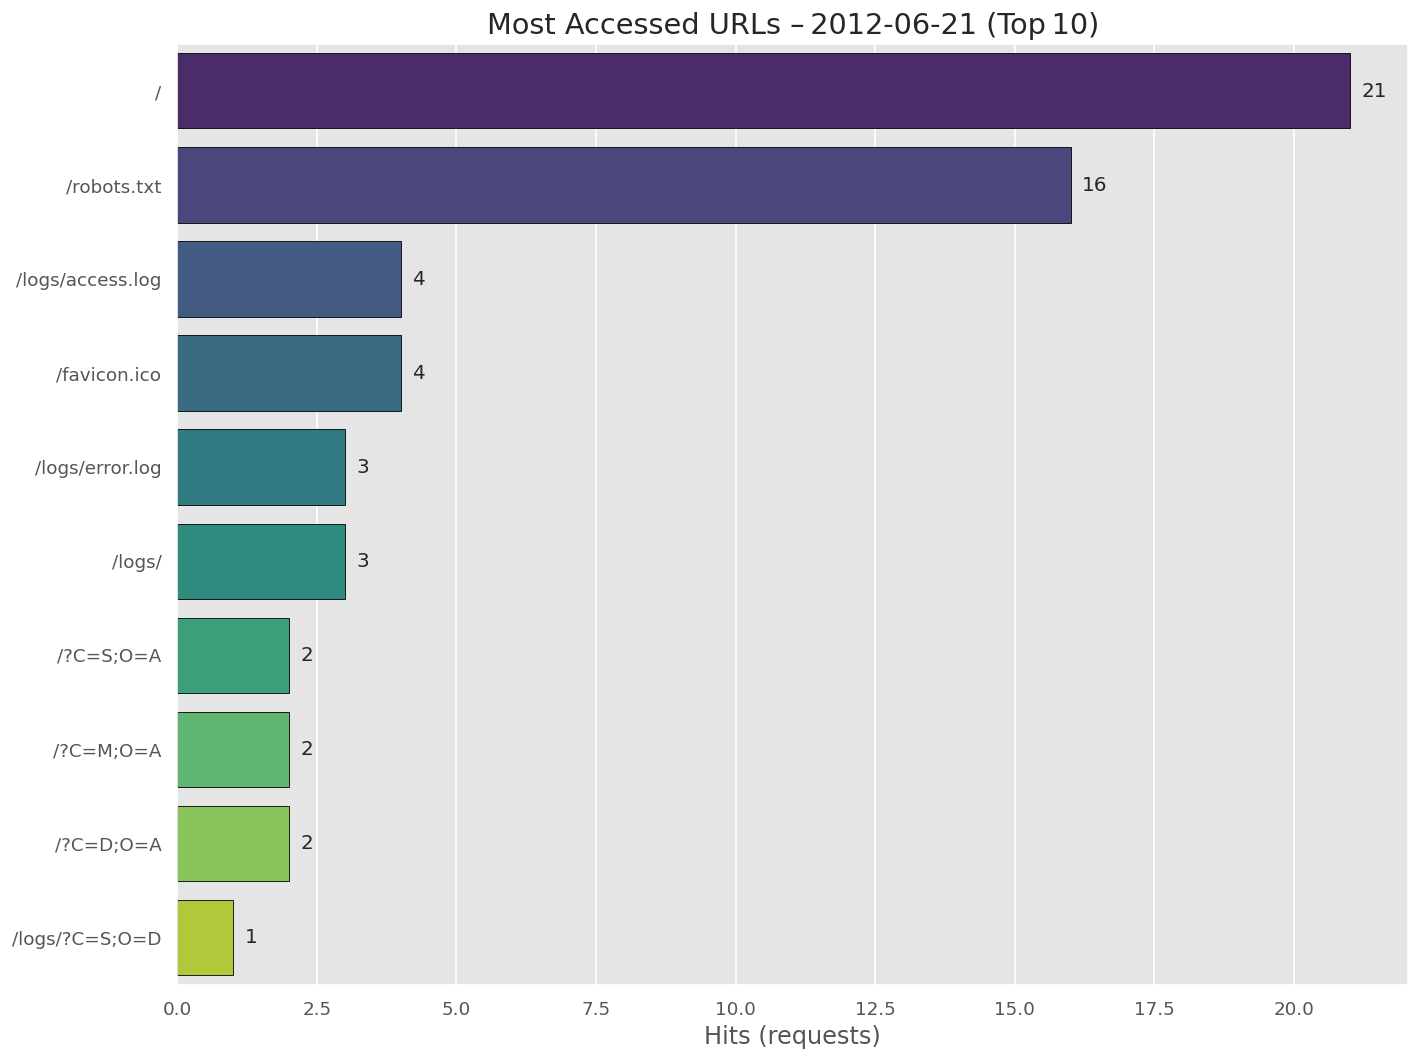 Most Accessed URLs – 2012-06-21 (Top 10)
/ 21
/robots.txt 16
/logs/access.log 4
/favicon.ico 4
/logs/error.log 3
/logs/ 3
/?C=S;O=A 2
/?C=M;O=A 2
/?C=D;O=A 2
/logs/?C=S;O=D 1
0.0 2.5 5.0 7.5 10.0 12.5 15.0 17.5 20.0
Hits (requests)